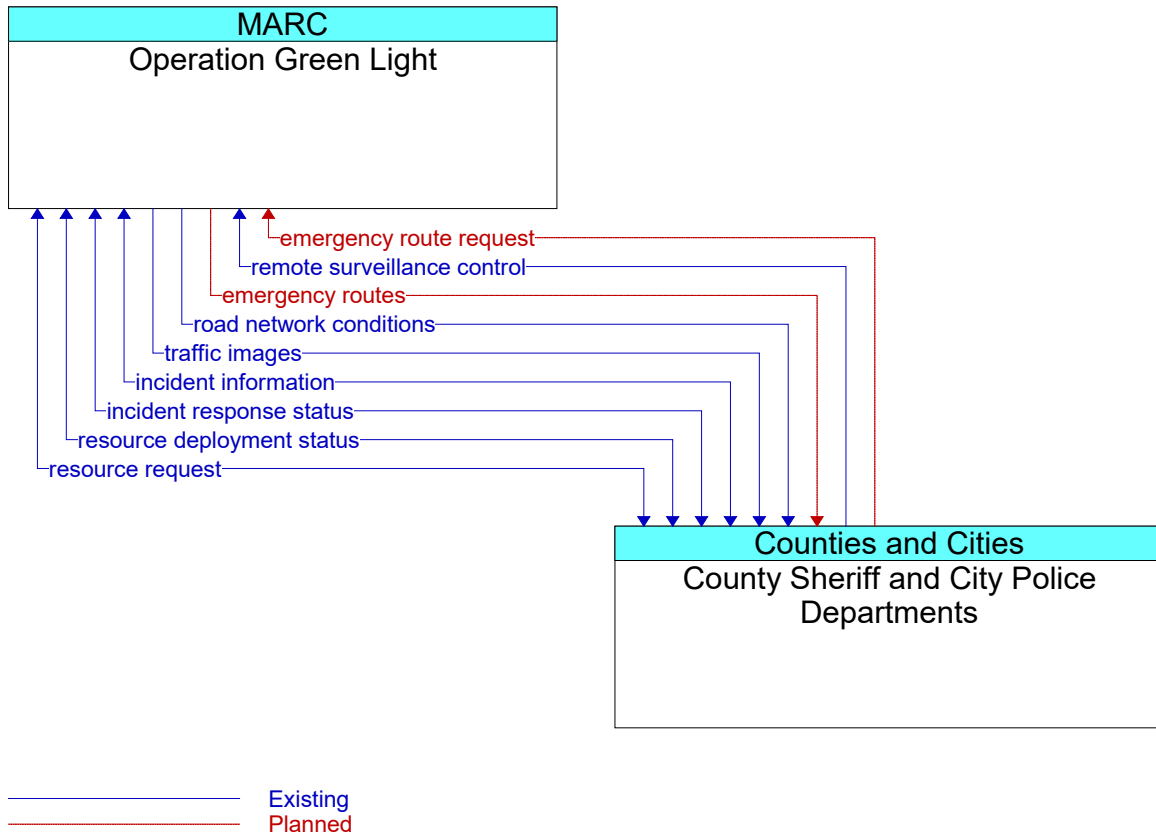 MARC
Operation Green Light
emergency route request
remote surveillance control
emergency routes
road network conditions
traffic images
incident information
incident response status
resource deployment status
resource request
Counties and Cities
County Sheriff and City Police
Departments
Existing
Planned